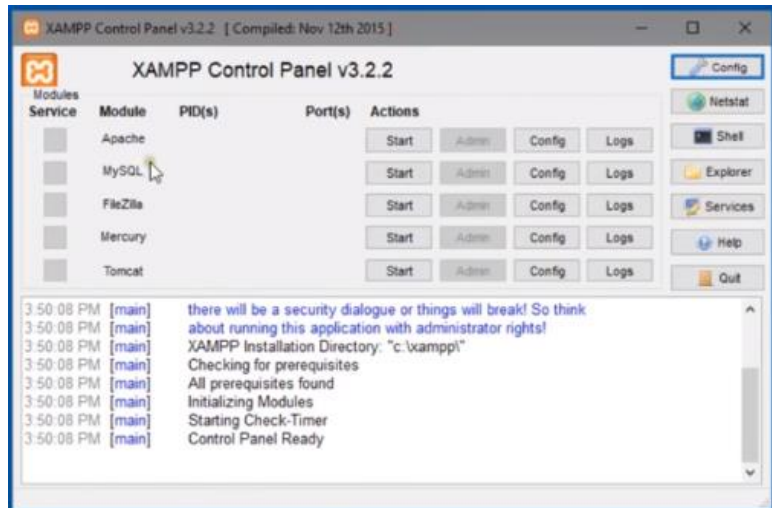 XAMPP Control Panel v3.2.2 [ Compiled: Nov 12th 2015 ]
XAMPP Control Panel v3.2.2
Config
Modules
Service Module PID(s) Port(s) Actions
Netstat
Apache Start Admin Config Logs
Shell
MySQL Start Admin Config Logs
Explorer
FileZilla Start Admin Config Logs
Services
Mercury Start Admin Config Logs
Help
Tomcat Start Admin Config Logs
Quit
3:50:08 PM [main] there will be a security dialogue or things will break! So think
3:50:08 PM [main] about running this application with administrator rights!
3:50:08 PM [main] XAMPP Installation Directory: "c:\xampp\"
3:50:08 PM [main] Checking for prerequisites
3:50:08 PM [main] All prerequisites found
3:50:08 PM [main] Initializing Modules
3:50:08 PM [main] Starting Check-Timer
3:50:08 PM [main] Control Panel Ready